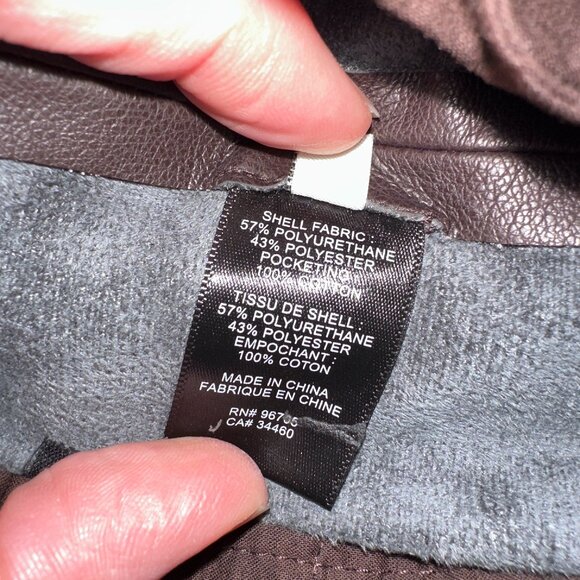 SHELL FABRIC :
57% POLYURETHANE
43% POLYESTER
POCKETING:
100% COTTON
TISSU DE SHELL :
57% POLYURETHANE
43% POLYESTER
EMPOCHANT :
100% COTON
MADE IN CHINA
FABRIQUE EN CHINE
RN#
CA# 34460